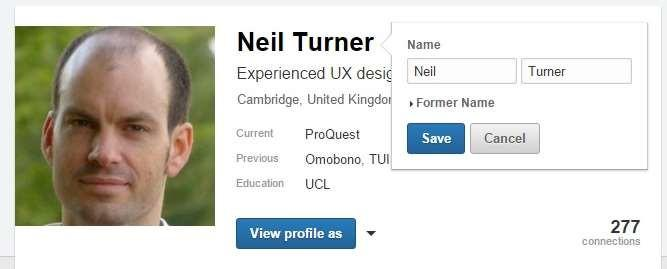 Neil Turner
Experienced UX desig
Cambridge, United Kingdor
Current ProQuest
Previous Omobono, TUI
Education UCL
View profile as
277
connections
Name
Neil Turner
Former Name
Save Cancel